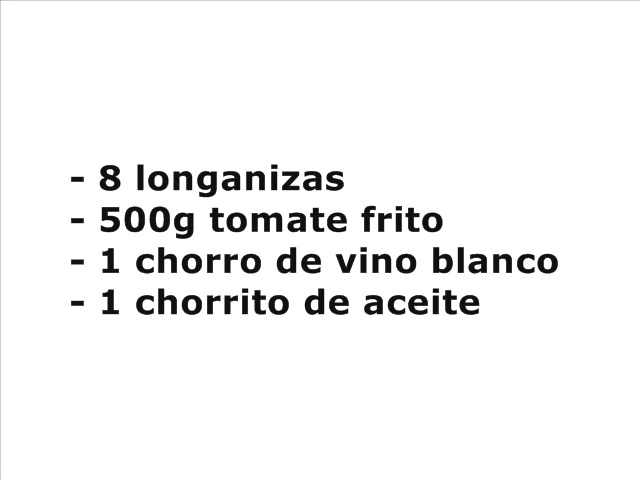 - 8 longanizas
- 500g tomate frito
- 1 chorro de vino blanco
- 1 chorrito de aceite